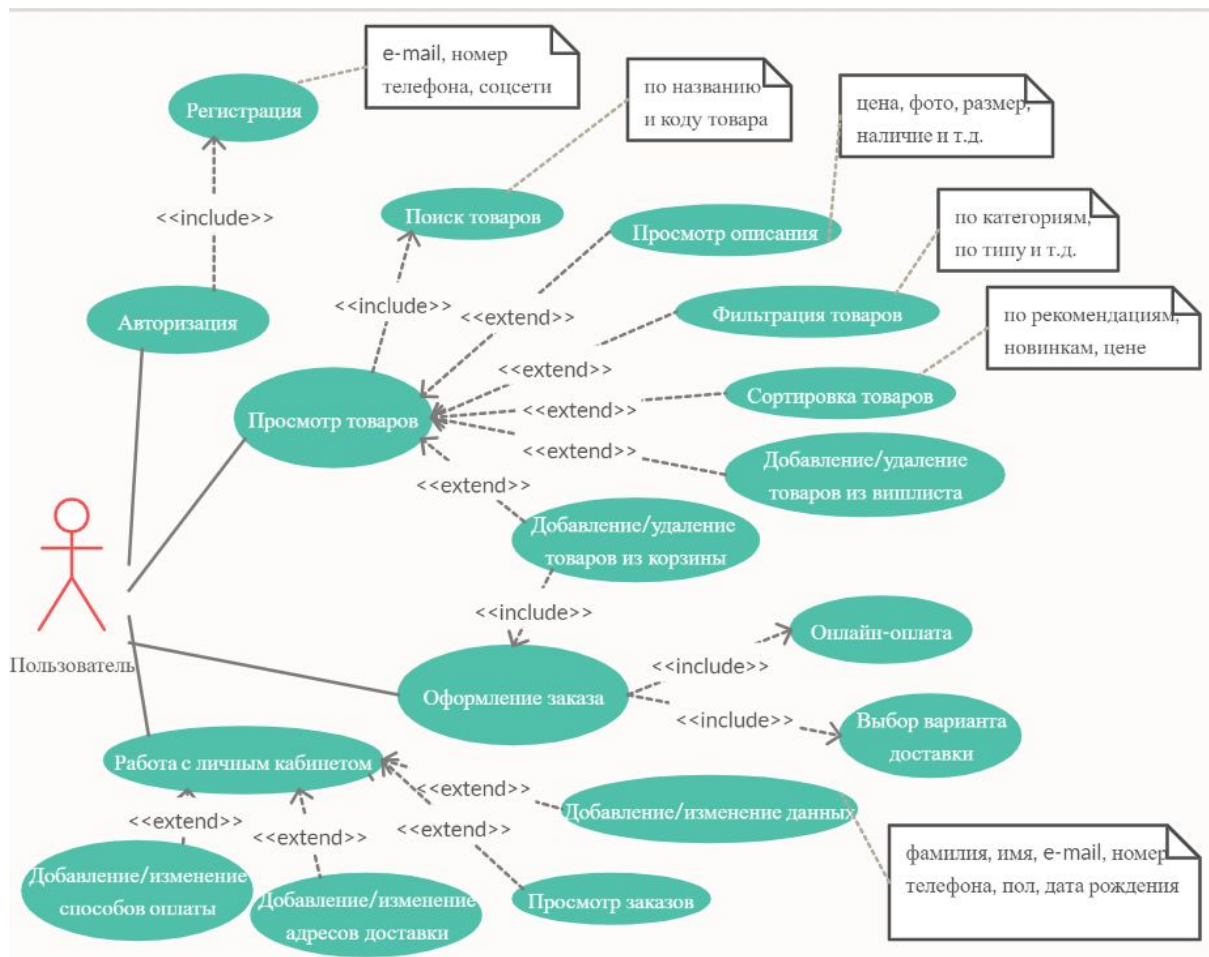 e-mail, номер
телефона, соцсети
Регистрация
по названию
и коду товара
цена, фото, размер,
наличие и т.д.
<<include>>
Поиск товаров
Просмотр описания
по категориям,
по типу и т.д.
Авторизация
<<include>>
<<extend>>
Фильтрация товаров
по рекомендациям,
новинкам, цене
<<extend>>
Просмотр товаров
<<extend>>
Сортировка товаров
<<extend>>
Добавление/удаление
товаров из вишлиста
<<extend>>
Добавление/удаление
товаров из корзины
<<include>>
Онлайн-оплата
Пользователь
<<include>>
Оформление заказа
<<include>>
Выбор варианта
доставки
Работа с личным кабинетом
<<extend>>
Добавление/изменение данных
<<extend>>
<<extend>>
<<extend>>
фамилия, имя, e-mail, номер
телефона, пол, дата рождения
Добавление/изменение
способов оплаты
Добавление/изменение
адресов доставки
Просмотр заказов